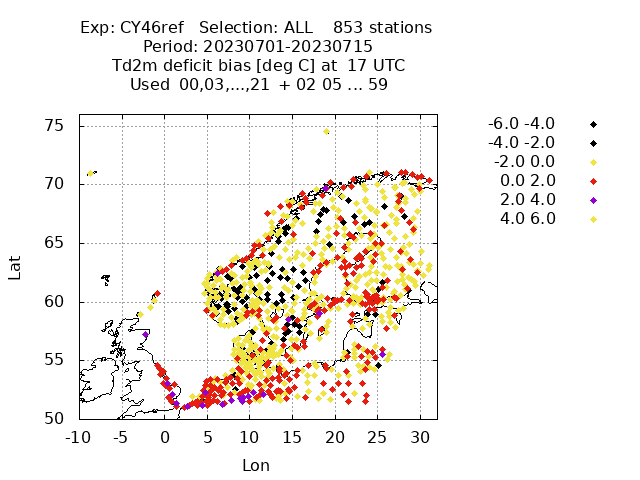 Exp: CY46ref   Selection: ALL    853 stations
Period: 20230701-20230715
Td2m deficit bias [deg C] at  17 UTC
Used  00,03,...,21  + 02 05 ... 59
75
70
65
60
55
50
Lat
-10 -5 0 5 10 15 20 25 30
Lon
-6.0 -4.0
-4.0 -2.0
-2.0 0.0
0.0 2.0
2.0 4.0
4.0 6.0